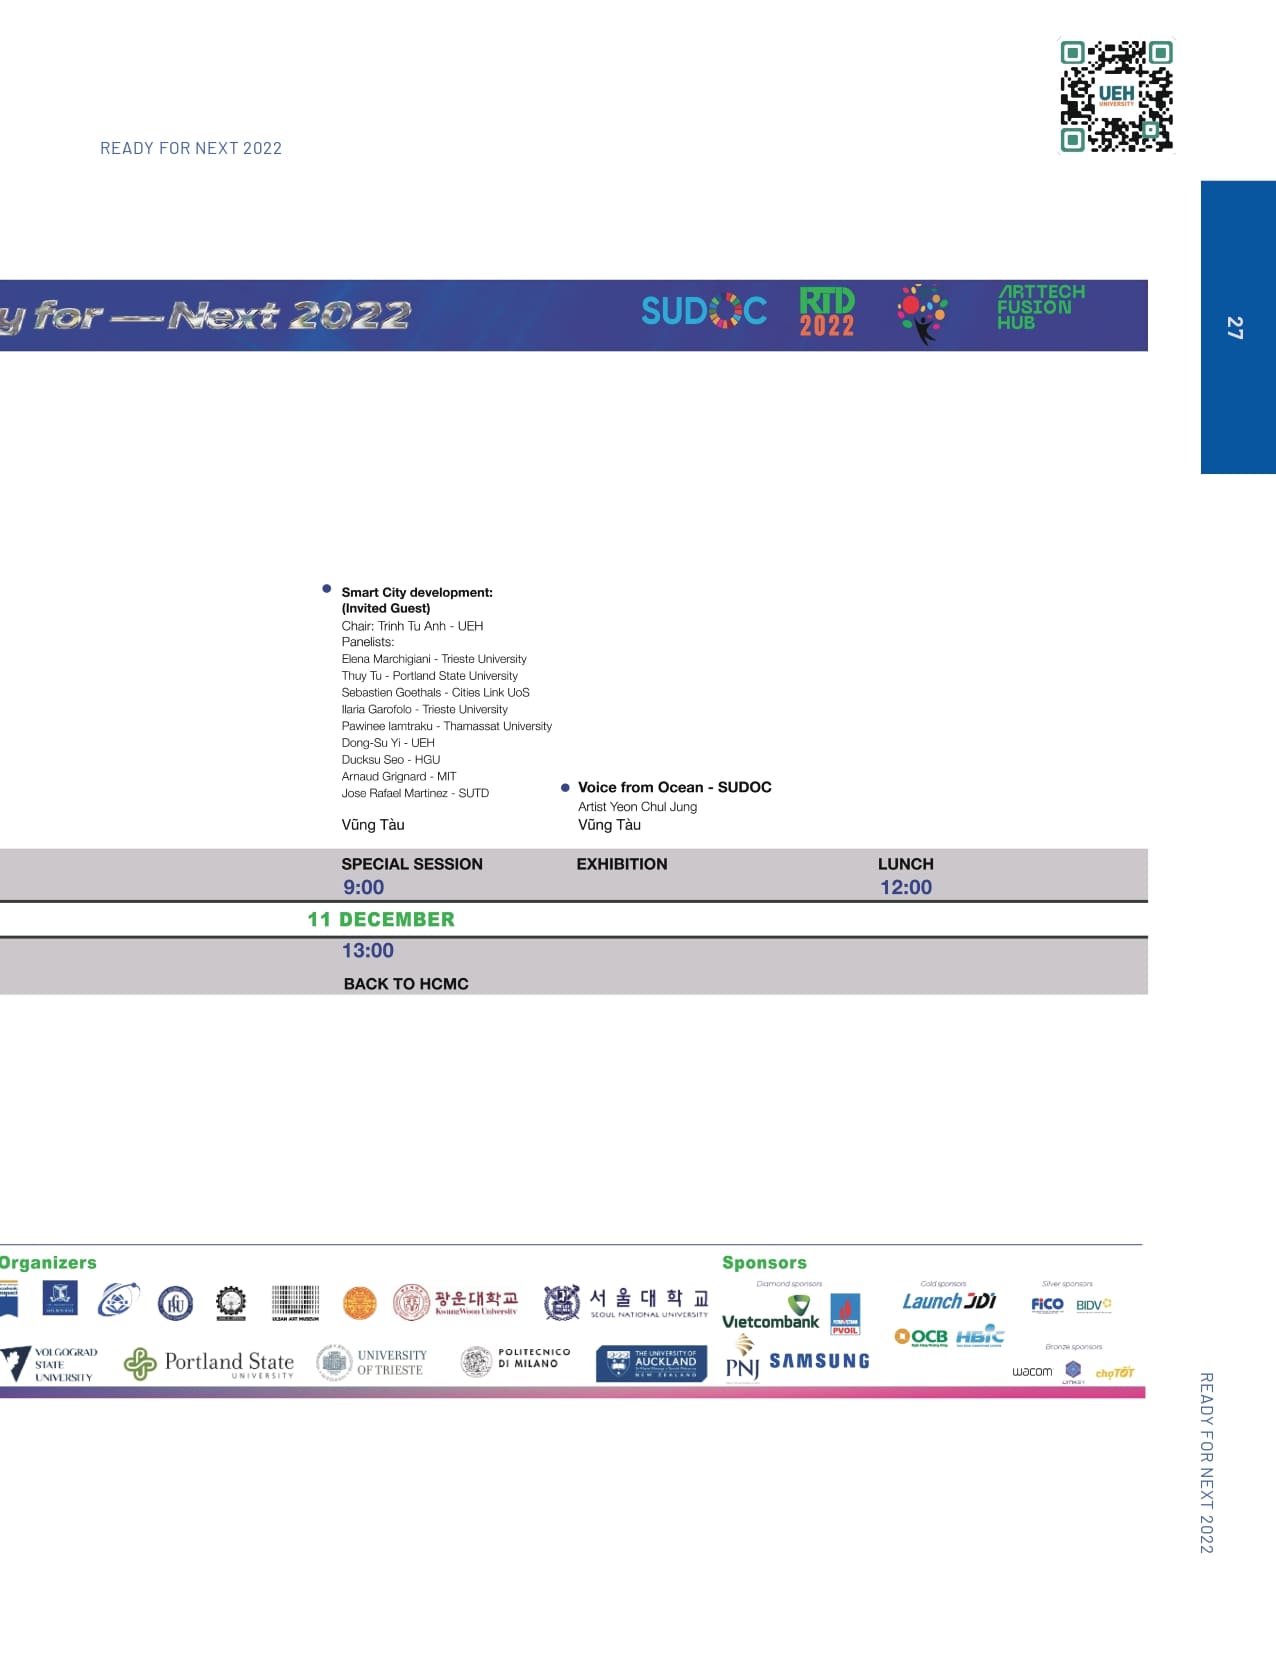 UEH
UNIVERSITY
READY FOR NEXT 2022
27
y for — Next 2022
SUDOC
RTD
2022
ARTTECH
FUSION
HUB
Smart City development:
(Invited Guest)
Chair: Trinh Tu Anh - UEH
Panelists:
Elena Marchigiani - Trieste University
Thuy Tu - Portland State University
Sebastien Goethals - Cities Link UoS
Ilaria Garofolo - Trieste University
Pawinee Iamtraku - Thamassat University
Dong-Su Yi - UEH
Ducksu Seo - HGU
Arnaud Grignard - MIT
Jose Rafael Martinez - SUTD
Vũng Tàu
Voice from Ocean - SUDOC
Artist Yeon Chul Jung
Vũng Tàu
SPECIAL SESSION
9:00
EXHIBITION
LUNCH
12:00
11 DECEMBER
13:00
BACK TO HCMC
Organizers
ULSAN ART MUSEUM
광운대학교
KwangWoon University
서울대학교
SEOUL NATIONAL UNIVERSITY
VOLGOGRAD
STATE
UNIVERSITY
Portland State
UNIVERSITY
UNIVERSITY
OF TRIESTE
POLITECNICO
DI MILANO
THE UNIVERSITY OF
AUCKLAND
NEW ZEALAND
Sponsors
Diamond sponsors
Vietcombank
PVOIL
PNJ
SAMSUNG
Gold sponsors
Launch JDI
OCB
HBIC
Silver sponsors
FiCO
BIDV
Bronze sponsors
wacom
chợTỐT
READY FOR NEXT 2022